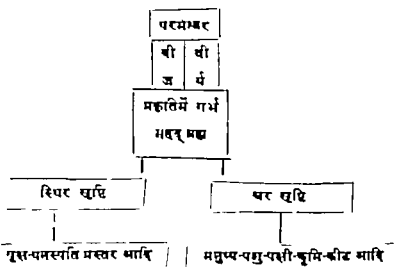 परमेश्वर
बी वी
ज र्य
प्रकृतिमें गर्भ
महद् ब्रह्म
स्थिर सृष्टि
चर सृष्टि
वृक्ष-वनस्पति प्रस्तर आदि
मनुष्य-पशु-पक्षी-कृमि-कीट आदि